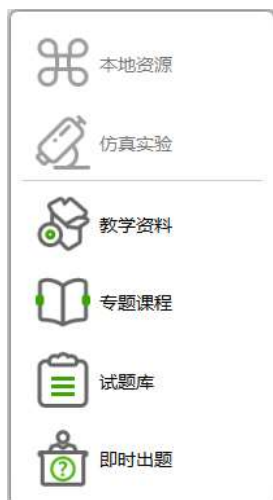 本地资源
仿真实验
教学资料
专题课程
试题库
即时出题